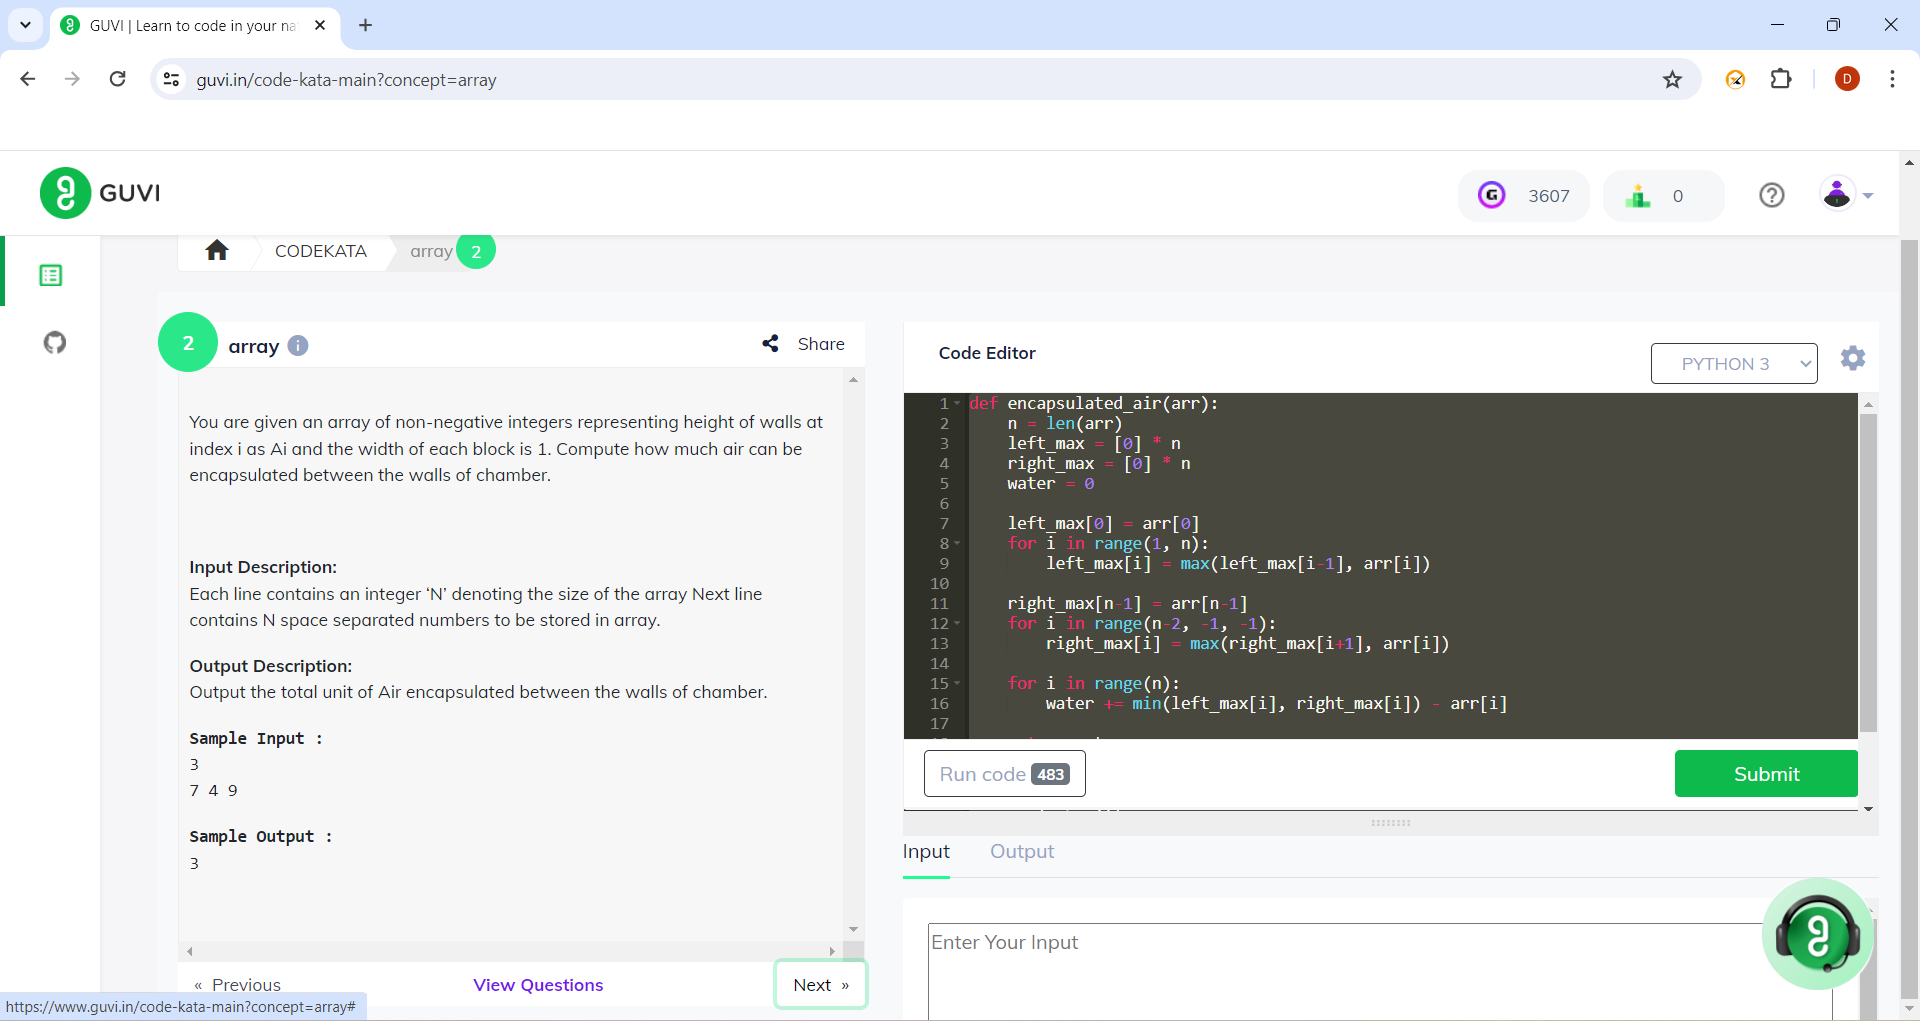 GUVI | Learn to code in your na
guvi.in/code-kata-main?concept=array
D
GUVI
G 3607
0
CODEKATA
array 2
2 array
Share
You are given an array of non-negative integers representing height of walls at
index i as Ai and the width of each block is 1. Compute how much air can be
encapsulated between the walls of chamber.
Input Description:
Each line contains an integer ‘N’ denoting the size of the array Next line
contains N space separated numbers to be stored in array.
Output Description:
Output the total unit of Air encapsulated between the walls of chamber.
Sample Input :
3
7 4 9
Sample Output :
3
« Previous
View Questions
Next »
https://www.guvi.in/code-kata-main?concept=array#
Code Editor
PYTHON 3
1 def encapsulated_air(arr):
2     n = len(arr)
3     left_max = [0] * n
4     right_max = [0] * n
5     water = 0
6
7     left_max[0] = arr[0]
8     for i in range(1, n):
9         left_max[i] = max(left_max[i-1], arr[i])
10
11     right_max[n-1] = arr[n-1]
12     for i in range(n-2, -1, -1):
13         right_max[i] = max(right_max[i+1], arr[i])
14
15     for i in range(n):
16         water += min(left_max[i], right_max[i]) - arr[i]
17
Run code 483
Submit
Input
Output
Enter Your Input